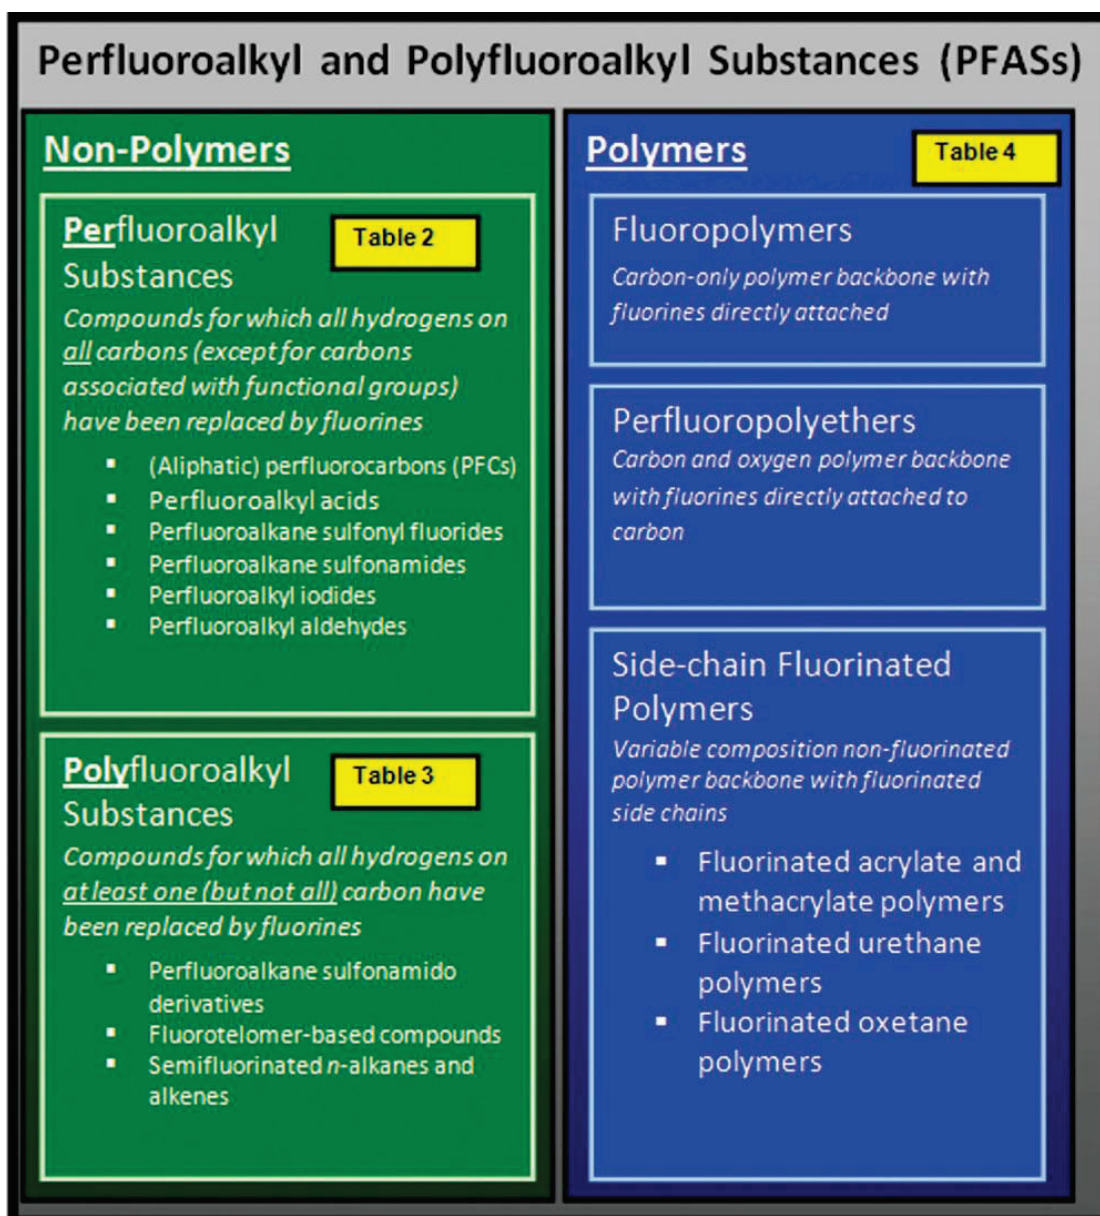 Perfluoroalkyl and Polyfluoroalkyl Substances (PFASs)
Non-Polymers
Perfluoroalkyl
Substances
Table 2
Compounds for which all hydrogens on
all carbons (except for carbons
associated with functional groups)
have been replaced by fluorines
▪ (Aliphatic) perfluorocarbons (PFCs)
▪ Perfluoroalkyl acids
▪ Perfluoroalkane sulfonyl fluorides
▪ Perfluoroalkane sulfonamides
▪ Perfluoroalkyl iodides
▪ Perfluoroalkyl aldehydes
Polyfluoroalkyl
Substances
Table 3
Compounds for which all hydrogens on
at least one (but not all) carbon have
been replaced by fluorines
▪ Perfluoroalkane sulfonamido
derivatives
▪ Fluorotelomer-based compounds
▪ Semifluorinated n-alkanes and
alkenes
Polymers
Table 4
Fluoropolymers
Carbon-only polymer backbone with
fluorines directly attached
Perfluoropolyethers
Carbon and oxygen polymer backbone
with fluorines directly attached to
carbon
Side-chain Fluorinated
Polymers
Variable composition non-fluorinated
polymer backbone with fluorinated
side chains
▪ Fluorinated acrylate and
methacrylate polymers
▪ Fluorinated urethane
polymers
▪ Fluorinated oxetane
polymers